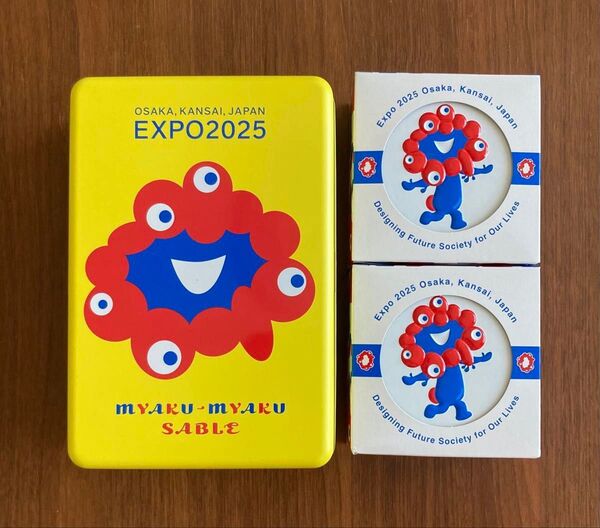 OSAKA, KANSAI, JAPAN
EXPO2025
MYAKU-MYAKU
SABLE
Expo 2025 Osaka, Kansai, Japan
Designing Future Society for Our Lives
Expo 2025 Osaka, Kansai, Japan
Designing Future Society for Our Lives